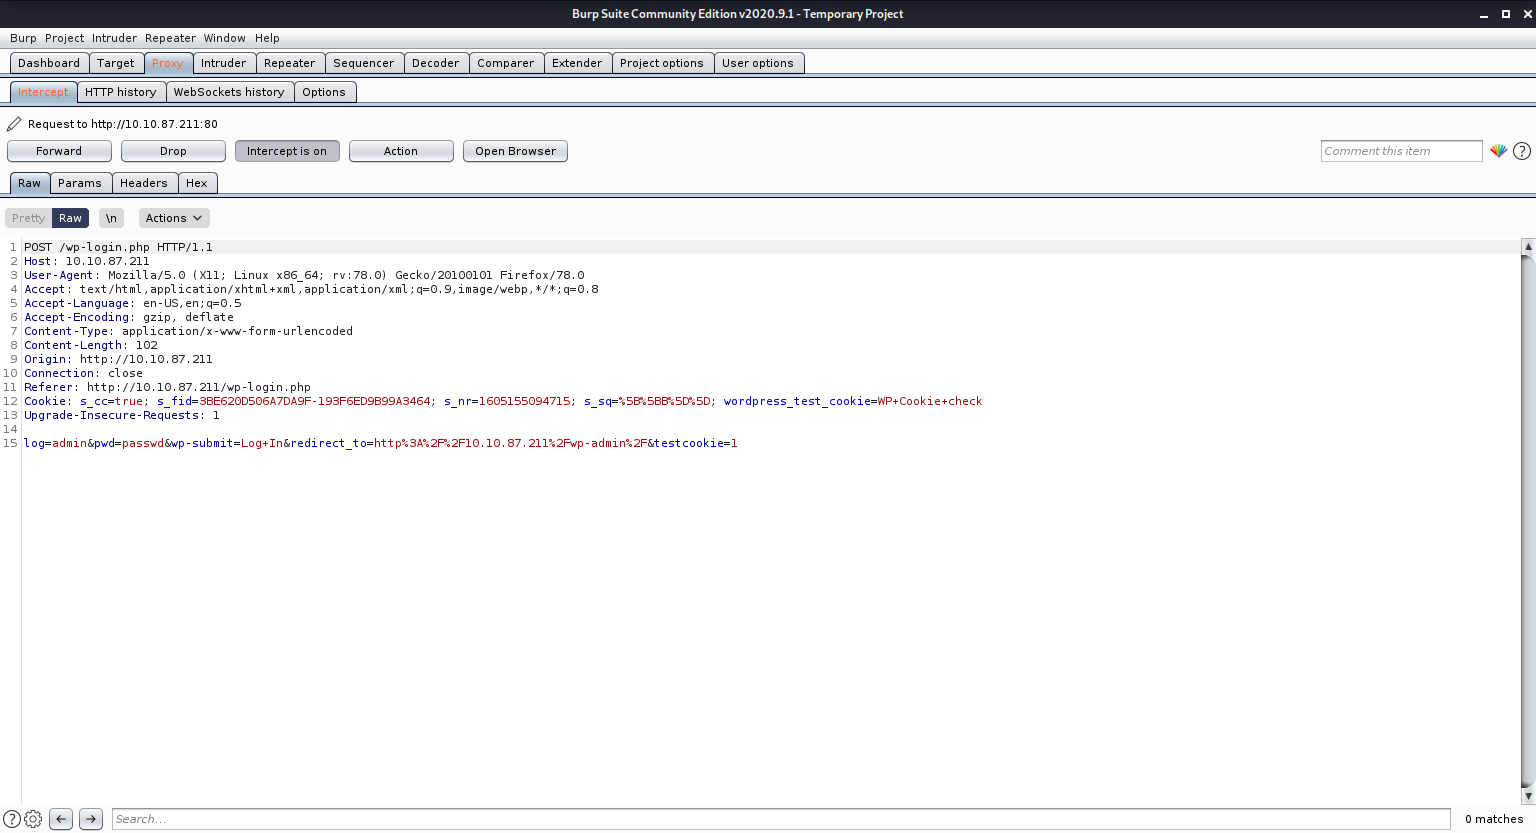 Burp Suite Community Edition v2020.9.1 - Temporary Project
Burp Project Intruder Repeater Window Help
Dashboard Target Proxy Intruder Repeater Sequencer Decoder Comparer Extender Project options User options
Intercept HTTP history WebSockets history Options
Request to http://10.10.87.211:80
Forward Drop Intercept is on Action Open Browser Comment this item ?
Raw Params Headers Hex
Pretty Raw \n Actions
1 POST /wp-login.php HTTP/1.1
2 Host: 10.10.87.211
3 User-Agent: Mozilla/5.0 (X11; Linux x86_64; rv:78.0) Gecko/20100101 Firefox/78.0
4 Accept: text/html,application/xhtml+xml,application/xml;q=0.9,image/webp,*/*;q=0.8
5 Accept-Language: en-US,en;q=0.5
6 Accept-Encoding: gzip, deflate
7 Content-Type: application/x-www-form-urlencoded
8 Content-Length: 102
9 Origin: http://10.10.87.211
10 Connection: close
11 Referer: http://10.10.87.211/wp-login.php
12 Cookie: s_cc=true; s_fid=3BE620D506A7DA9F-193F6ED9B99A3464; s_nr=1605155094715; s_sq=%5B%5BB%5D%5D; wordpress_test_cookie=WP+Cookie+check
13 Upgrade-Insecure-Requests: 1
14
15 log=admin&pwd=passwd&wp-submit=Log+In&redirect_to=http%3A%2F%2F10.10.87.211%2Fwp-admin%2F&testcookie=1
? Search... 0 matches